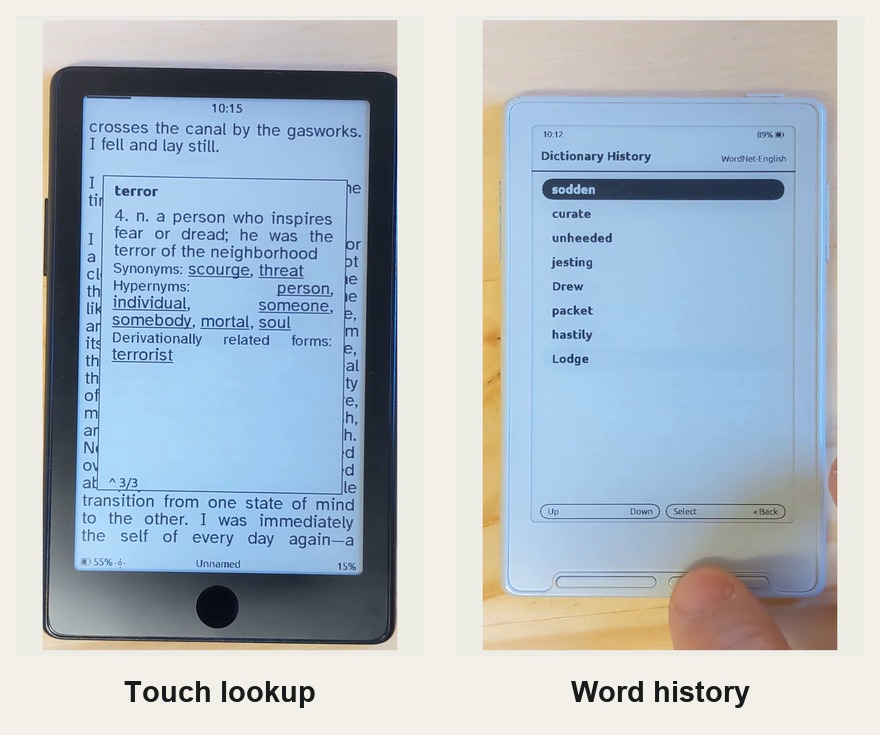 10:15
crosses the canal by the gasworks.
I fell and lay still.
I
terror
4. n. a person who inspires
fear or dread; he was the
terror of the neighborhood
Synonyms: scourge, threat
Hypernyms: person,
individual, someone,
somebody, mortal, soul
Derivationally related forms:
terrorist
^ 3/3
transition from one state of mind
to the other. I was immediately
the self of every day again—a
55% Unnamed 15%
Touch lookup
10:12 89%
Dictionary History WordNet-English
sodden
curate
unheeded
jesting
Drew
packet
hastily
Lodge
Up Down Select «Back
Word history